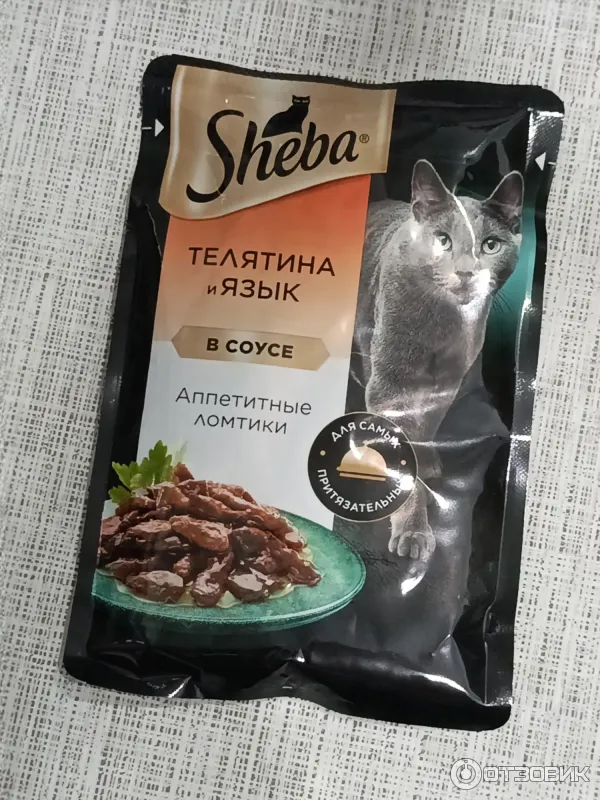 Sheba®
ТЕЛЯТИНА
и ЯЗЫК
В СОУСЕ
Аппетитные
ломтики
ДЛЯ САМЫХ
ПРИТЯЗАТЕЛЬНЫХ
ОТЗОВИК